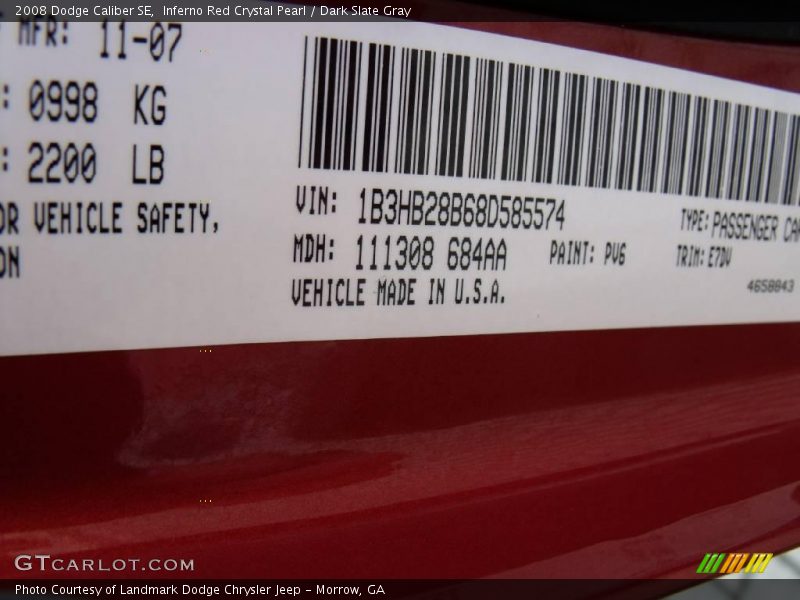 2008 Dodge Caliber SE,  Inferno Red Crystal Pearl / Dark Slate Gray
MFR: 11-07
: 0998 KG
: 2200 LB
OR VEHICLE SAFETY,
ON
VIN: 1B3HB28B68D585574
TYPE: PASSENGER CAR
MDH: 111308 684AA
PAINT: PV6
TRIM: E7DV
VEHICLE MADE IN U.S.A.
4658843
GTCARLOT.COM
Photo Courtesy of Landmark Dodge Chrysler Jeep – Morrow, GA